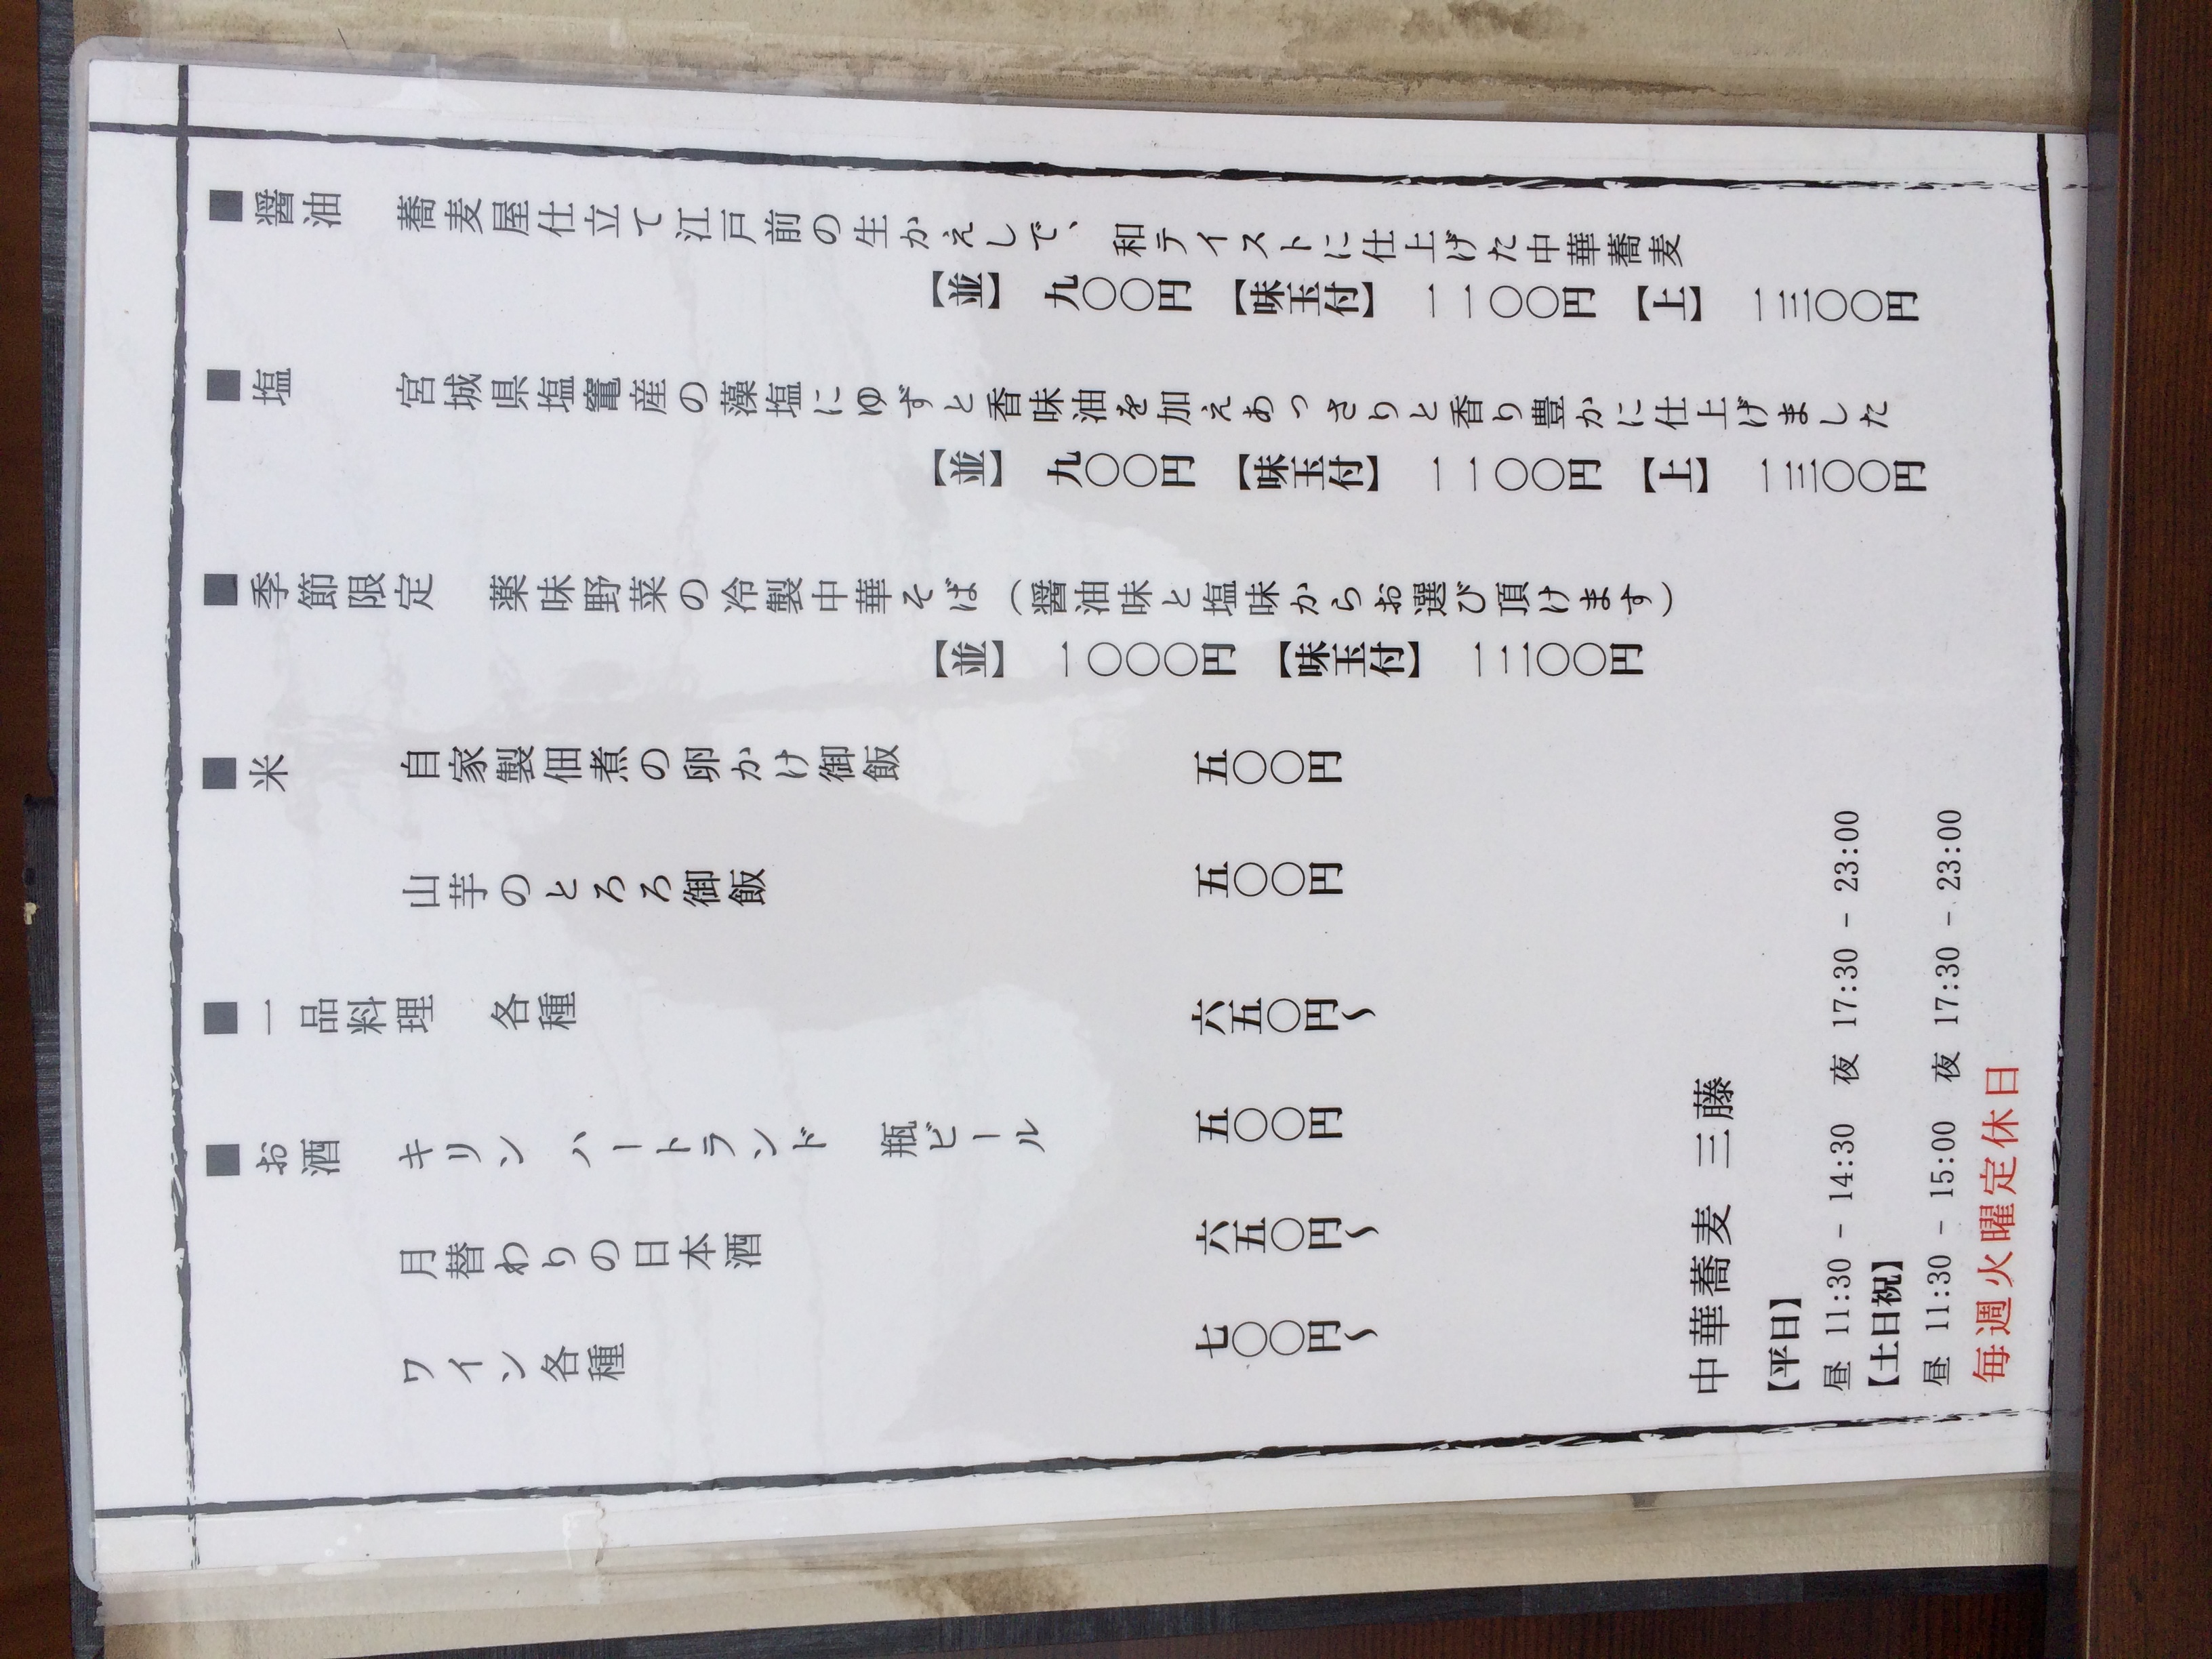 ■醤油　蕎麦屋仕立て江戸前の生かえしで、和テイストに仕上げた中華蕎麦
【並】　九〇〇円　【味玉付】　一一〇〇円　【上】　一三〇〇円
■塩　宮城県塩竈産の藻塩にゆずと香味油を加えあっさりと香り豊かに仕上げました
【並】　九〇〇円　【味玉付】　一一〇〇円　【上】　一三〇〇円
■季節限定　薬味野菜の冷製中華そば（醤油味と塩味からお選び頂けます）
【並】　一〇〇〇円　【味玉付】　一二〇〇円
■米　自家製佃煮の卵かけ御飯　五〇〇円
山芋のとろろ御飯　五〇〇円
■一品料理　各種　六五〇円～
■お酒　キリン　ハートランド　瓶ビール　五〇〇円
月替わりの日本酒　六五〇円～
ワイン各種　七〇〇円～
中華蕎麦　三藤
【平日】
昼 11:30 - 14:30　夜 17:30 - 23:00
【土日祝】
昼 11:30 - 15:00　夜 17:30 - 23:00
毎週火曜定休日